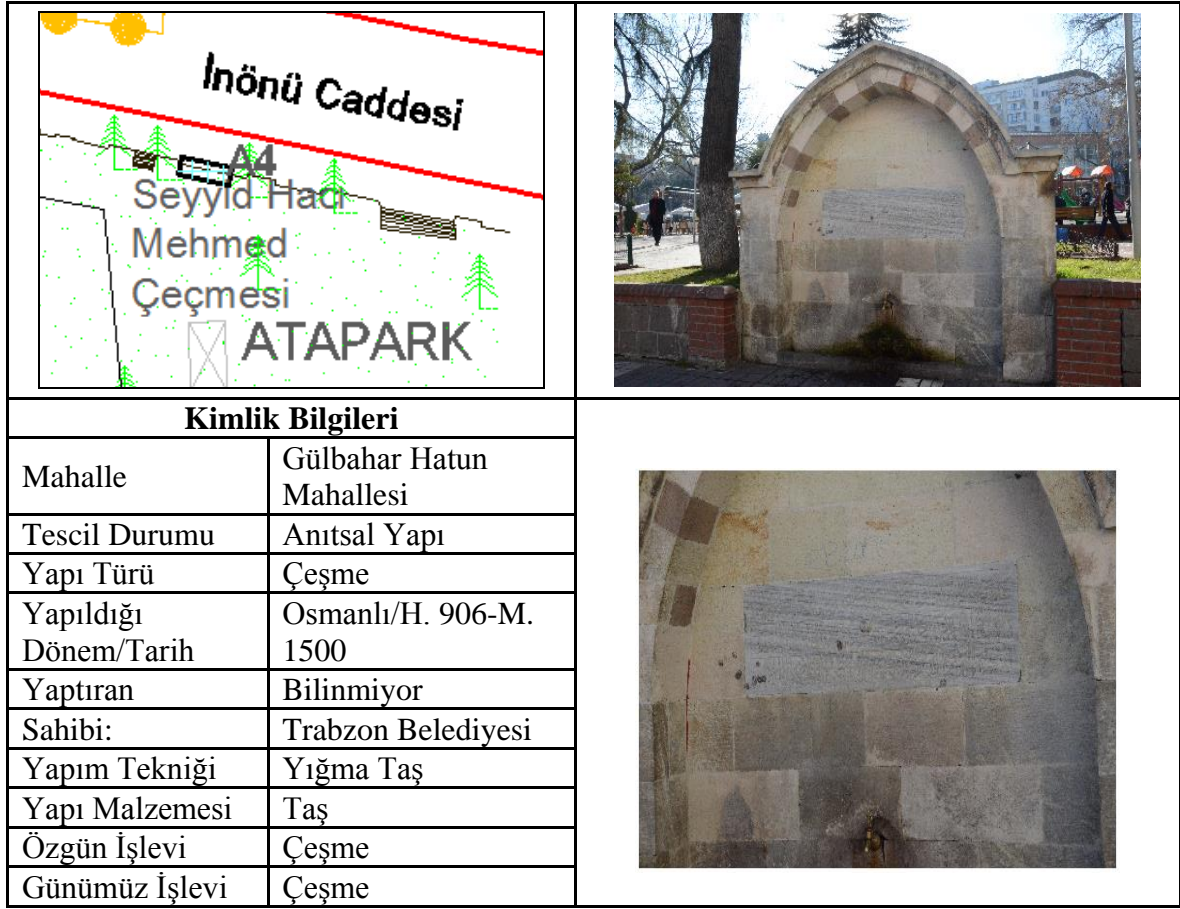 İnönü Caddesi
A4
Seyyid Hacı
Mehmed
Çeçmesi
ATAPARK
Kimlik Bilgileri
Mahalle
Gülbahar Hatun
Mahallesi
Tescil Durumu
Anıtsal Yapı
Yapı Türü
Çeşme
Yapıldığı
Dönem/Tarih
Osmanlı/H. 906-M.
1500
Yaptıran
Bilinmiyor
Sahibi:
Trabzon Belediyesi
Yapım Tekniği
Yığma Taş
Yapı Malzemesi
Taş
Özgün İşlevi
Çeşme
Günümüz İşlevi
Çeşme